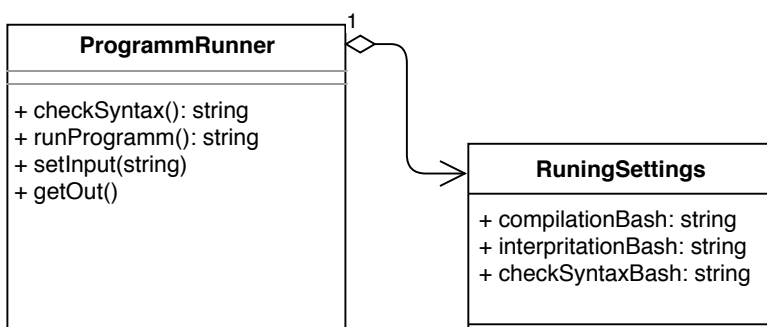 1
ProgrammRunner
+ checkSyntax(): string
+ runProgramm(): string
+ setInput(string)
+ getOut()
RuningSettings
+ compilationBash: string
+ interpritationBash: string
+ checkSyntaxBash: string